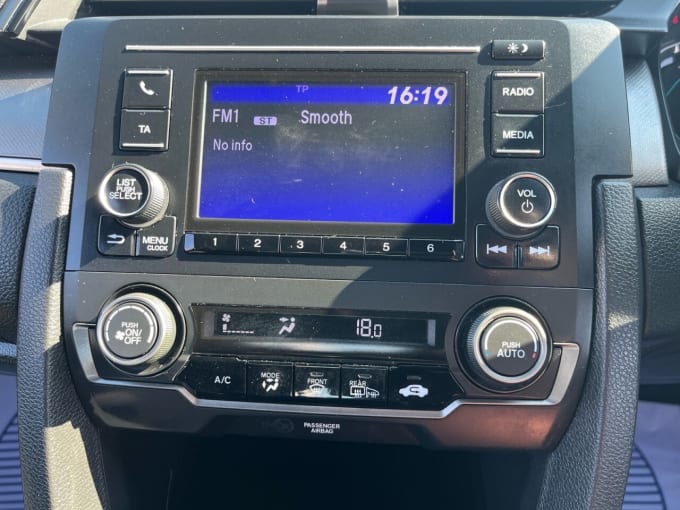 TP 16:19
FM1 ST Smooth
No info
TA
RADIO
MEDIA
LIST
PUSH
SELECT
VOL
MENU
CLOCK
1 2 3 4 5 6
PUSH
ON/
OFF
18.0
PUSH
AUTO
A/C
MODE
FRONT
REAR
PASSENGER
AIRBAG